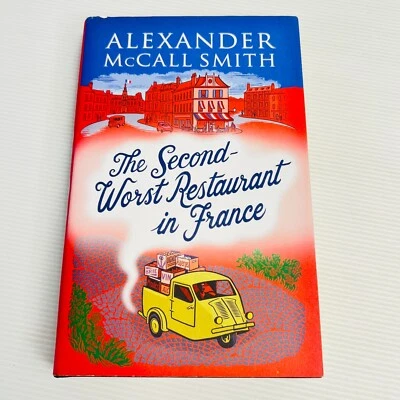 ALEXANDER
McCALL SMITH
The Second-
Worst Restaurant
in France